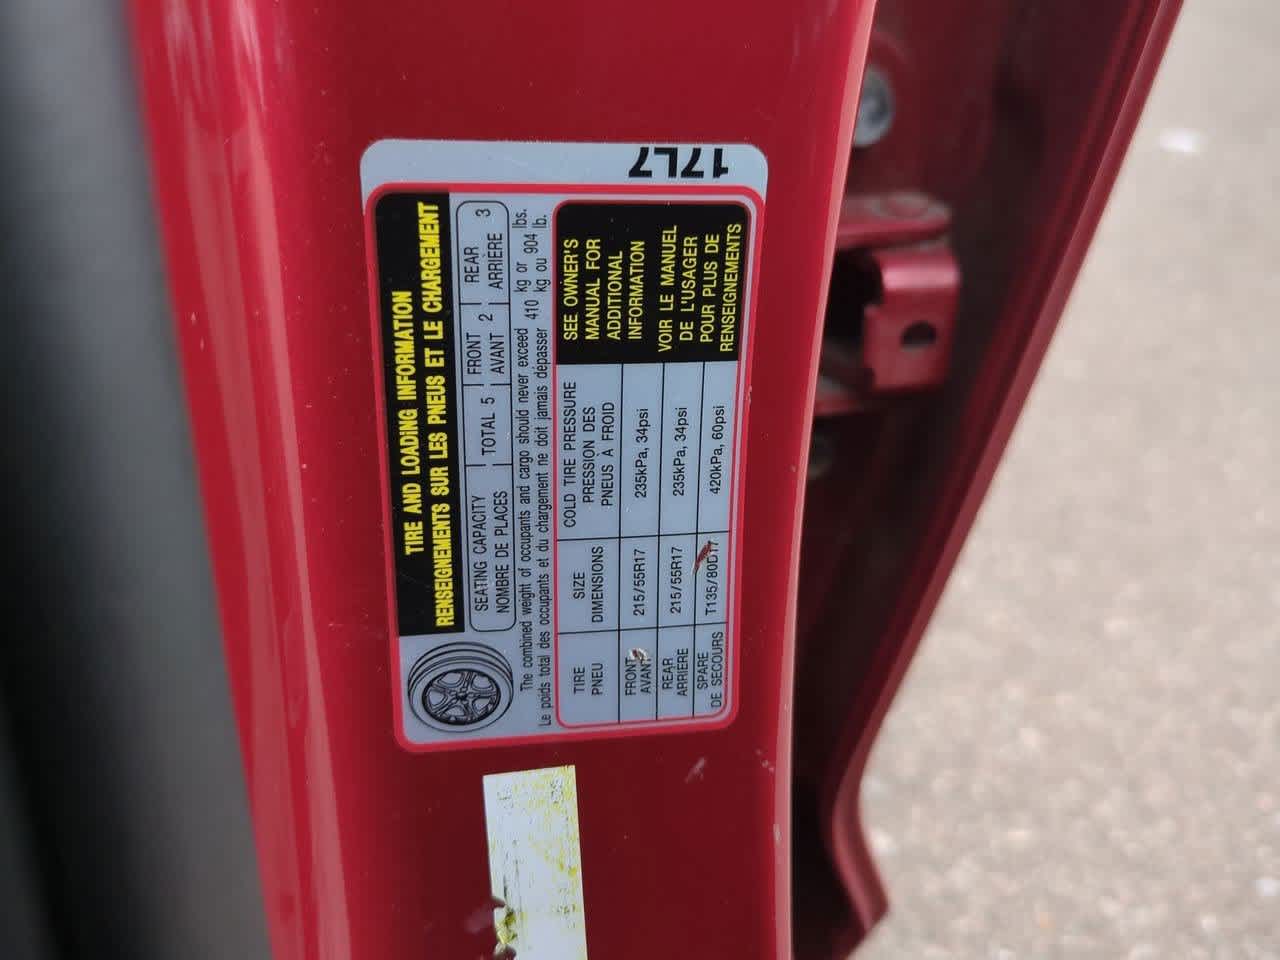 17L7
TIRE AND LOADING INFORMATION
RENSEIGNEMENTS SUR LES PNEUS ET LE CHARGEMENT
SEATING CAPACITY TOTAL 5 FRONT 2 REAR 3
NOMBRE DE PLACES AVANT ARRIÈRE
The combined weight of occupants and cargo should never exceed 410 kg or 904 lbs.
Le poids total des occupants et du chargement ne doit jamais dépasser 410 kg ou 904 lb.
TIRE SIZE COLD TIRE PRESSURE
PNEU DIMENSIONS PRESSION DES
PNEUS À FROID
FRONT 215/55R17 235kPa, 34psi
AVANT
REAR 215/55R17 235kPa, 34psi
ARRIÈRE
SPARE T135/80D17 420kPa, 60psi
DE SECOURS
SEE OWNER'S
MANUAL FOR
ADDITIONAL
INFORMATION
VOIR LE MANUEL
DE L'USAGER
POUR PLUS DE
RENSEIGNEMENTS